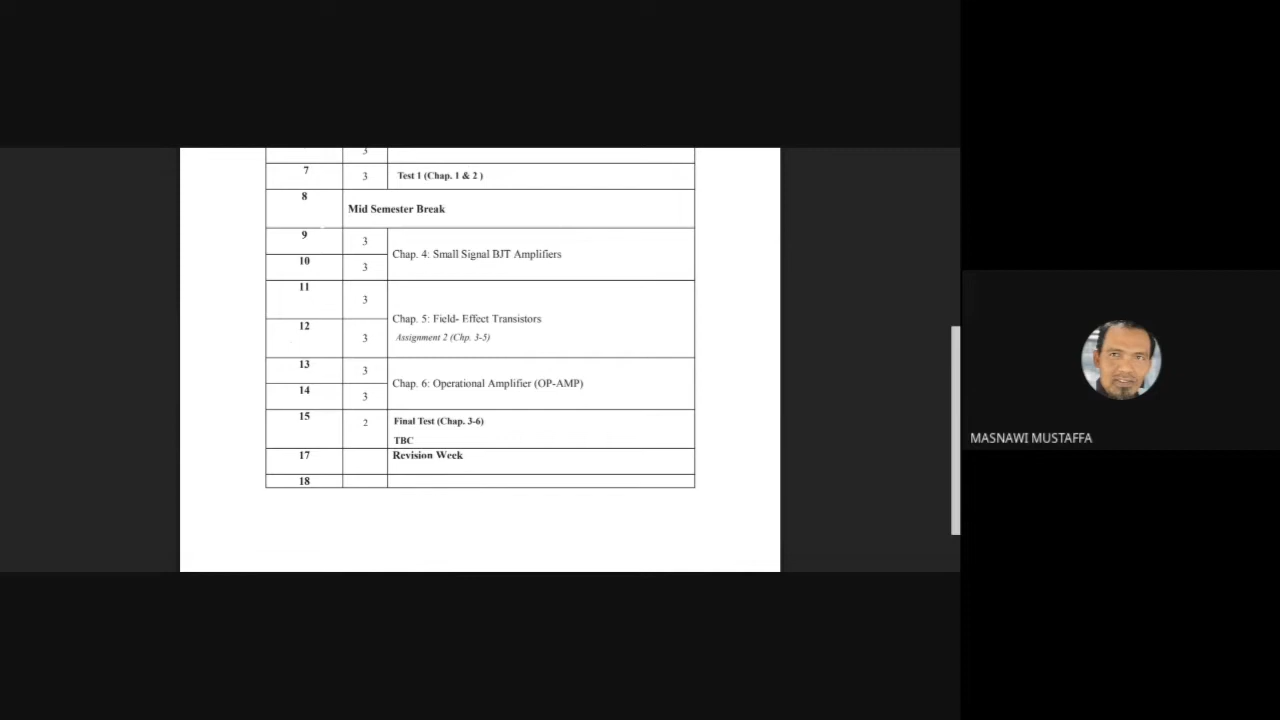 3
7 3 Test 1 (Chap. 1 & 2 )
8 Mid Semester Break
9 3
Chap. 4: Small Signal BJT Amplifiers
10 3
11 3
Chap. 5: Field- Effect Transistors
Assignment 2 (Chp. 3-5)
12 3
13 3
Chap. 6: Operational Amplifier (OP-AMP)
14 3
15 2 Final Test (Chap. 3-6)
TBC
17 Revision Week
18
MASNAWI MUSTAFFA